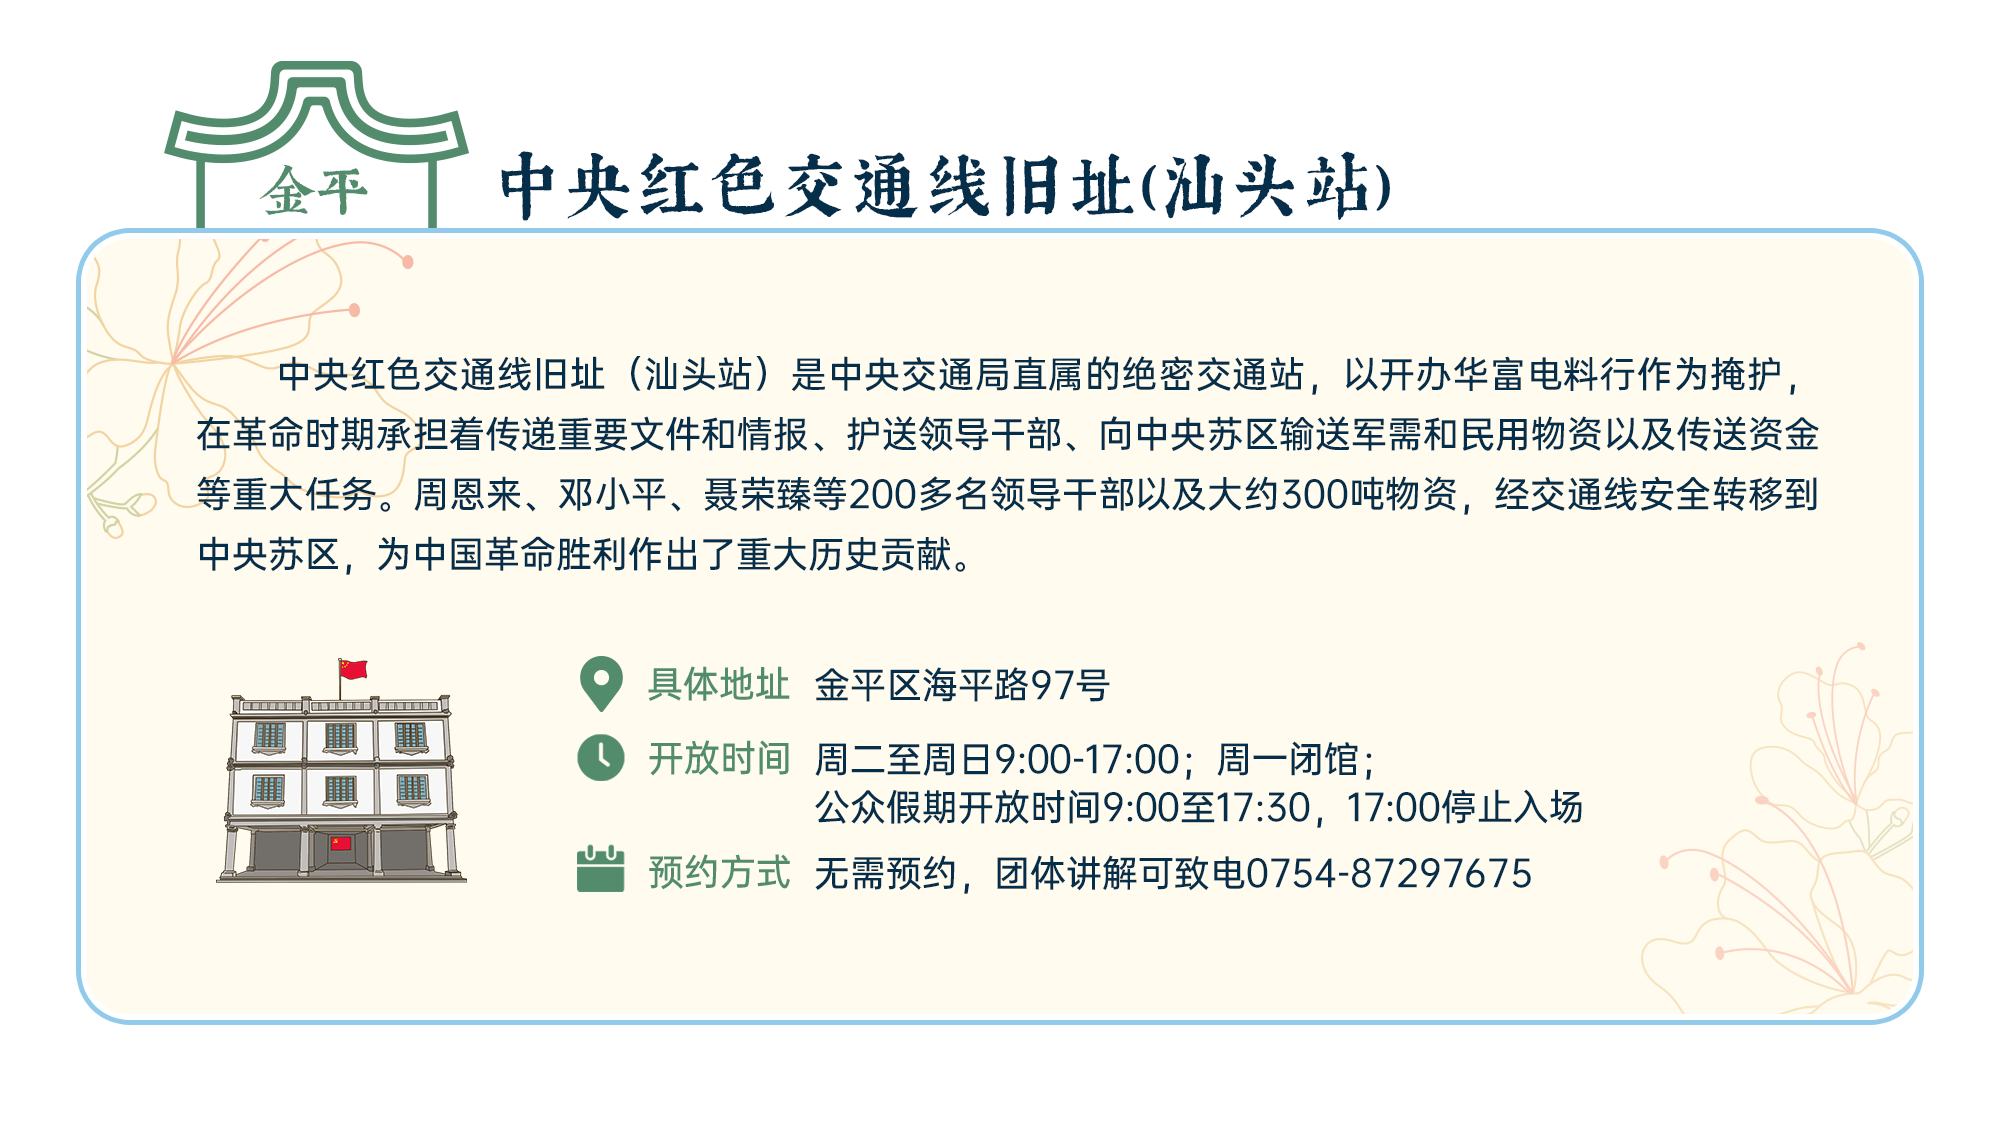 金平
中央红色交通线旧址(汕头站)
中央红色交通线旧址（汕头站）是中央交通局直属的绝密交通站，以开办华富电料行作为掩护，
在革命时期承担着传递重要文件和情报、护送领导干部、向中央苏区输送军需和民用物资以及传送资金
等重大任务。周恩来、邓小平、聂荣臻等200多名领导干部以及大约300吨物资，经交通线安全转移到
中央苏区，为中国革命胜利作出了重大历史贡献。
具体地址 金平区海平路97号
开放时间 周二至周日9:00-17:00；周一闭馆；
公众假期开放时间9:00至17:30，17:00停止入场
预约方式 无需预约，团体讲解可致电0754-87297675